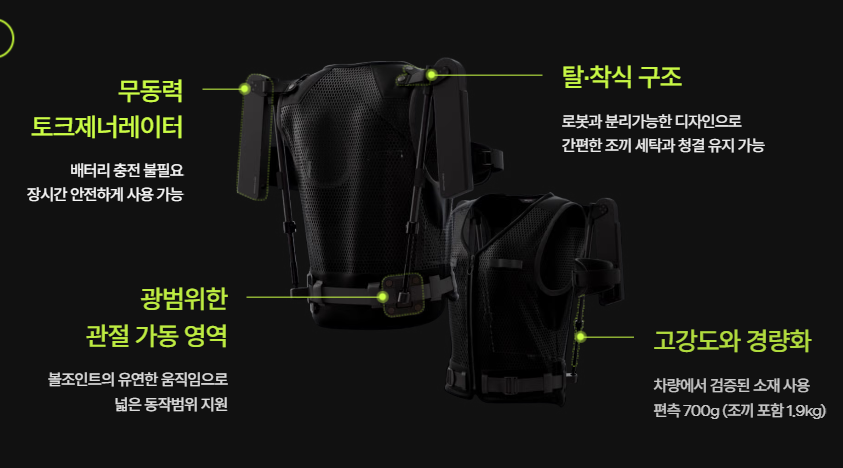 무동력
토크제너레이터
배터리 충전 불필요
장시간 안전하게 사용 가능
탈·착식 구조
로봇과 분리가능한 디자인으로
간편한 조끼 세탁과 청결 유지 가능
광범위한
관절 가동 영역
볼조인트의 유연한 움직임으로
넓은 동작범위 지원
고강도와 경량화
차량에서 검증된 소재 사용
편측 700g (조끼 포함 1.9kg)